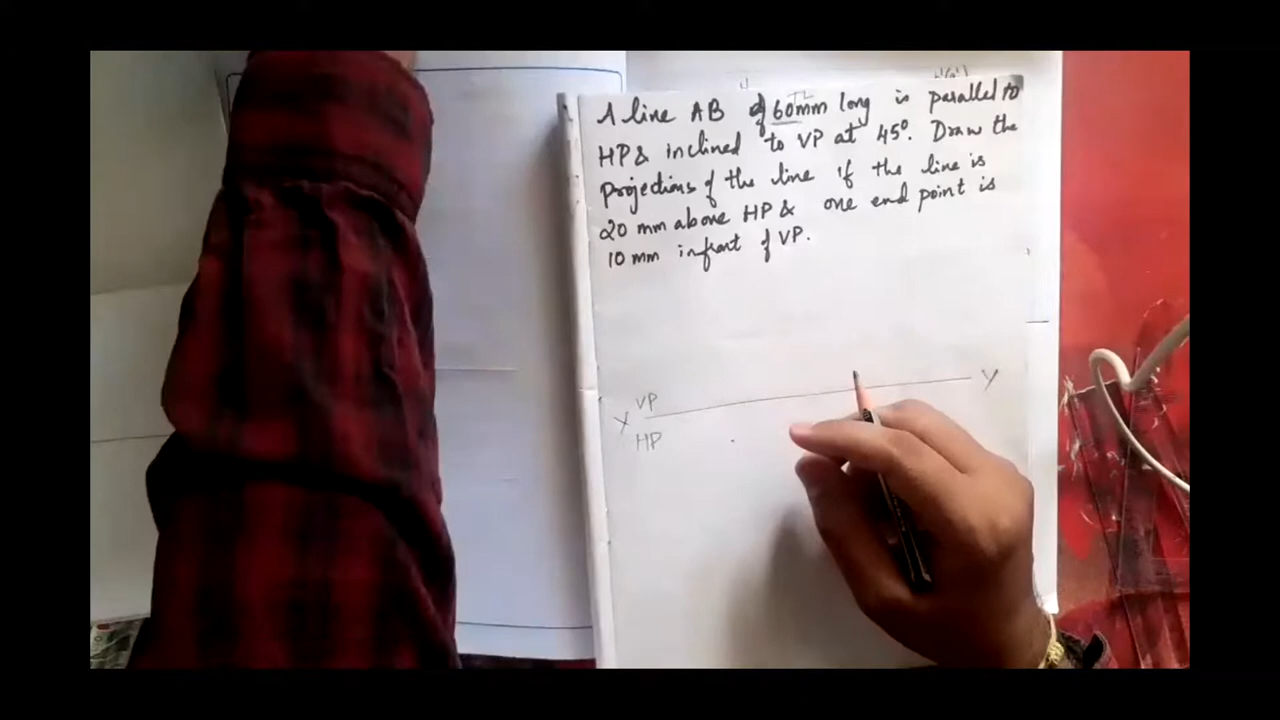 A line AB of 60mm long is parallel to
HP & inclined to VP at 45°. Draw the
projections of the line if the line is
20 mm above HP & one end point is
10 mm infront of VP.
VP
X Y
HP